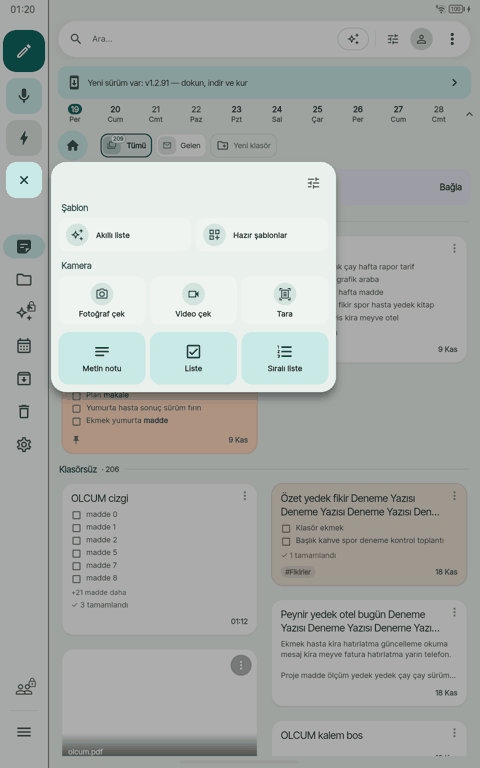 01:20
100
Ara...
Yeni sürüm var: v1.2.91 — dokun, indir ve kur
19 20 21 22 23 24 25 26 27 28
Per Cum Cmt Paz Pzt Sal Çar Per Cum Cmt
209
Tümü
Gelen
Yeni klasör
Bağla
Şablon
Akıllı liste
Hazır şablonlar
Kamera
Fotoğraf çek
Video çek
Tara
Metin notu
Liste
Sıralı liste
çay hafta rapor tarif
grafik araba
hafta madde
fikir spor hasta yedek kitap
kira meyve otel
9 Kas
Plan makale
Yumurta hasta sonuç sürüm fırın
Ekmek yumurta madde
9 Kas
Klasörsüz · 206
OLCUM cizgi
madde 0
madde 1
madde 2
madde 5
madde 7
madde 8
+21 madde daha
✓ 3 tamamlandı
01:12
Özet yedek fikir Deneme Yazısı
Deneme Yazısı Deneme Yazısı Den...
Klasör ekmek
Başlık kahve spor deneme kontrol toplantı
✓ 1 tamamlandı
#Fikirler
18 Kas
Peynir yedek otel bugün Deneme
Yazısı Deneme Yazısı Deneme Yazı...
Ekmek hasta kira hatırlatma güncelleme okuma
mesaj kira meyve fatura hatırlatma yarın telefon.
Proje madde ölçüm yedek yedek çay çay sürüm...
18 Kas
olcum.pdf
OLCUM kalem bos